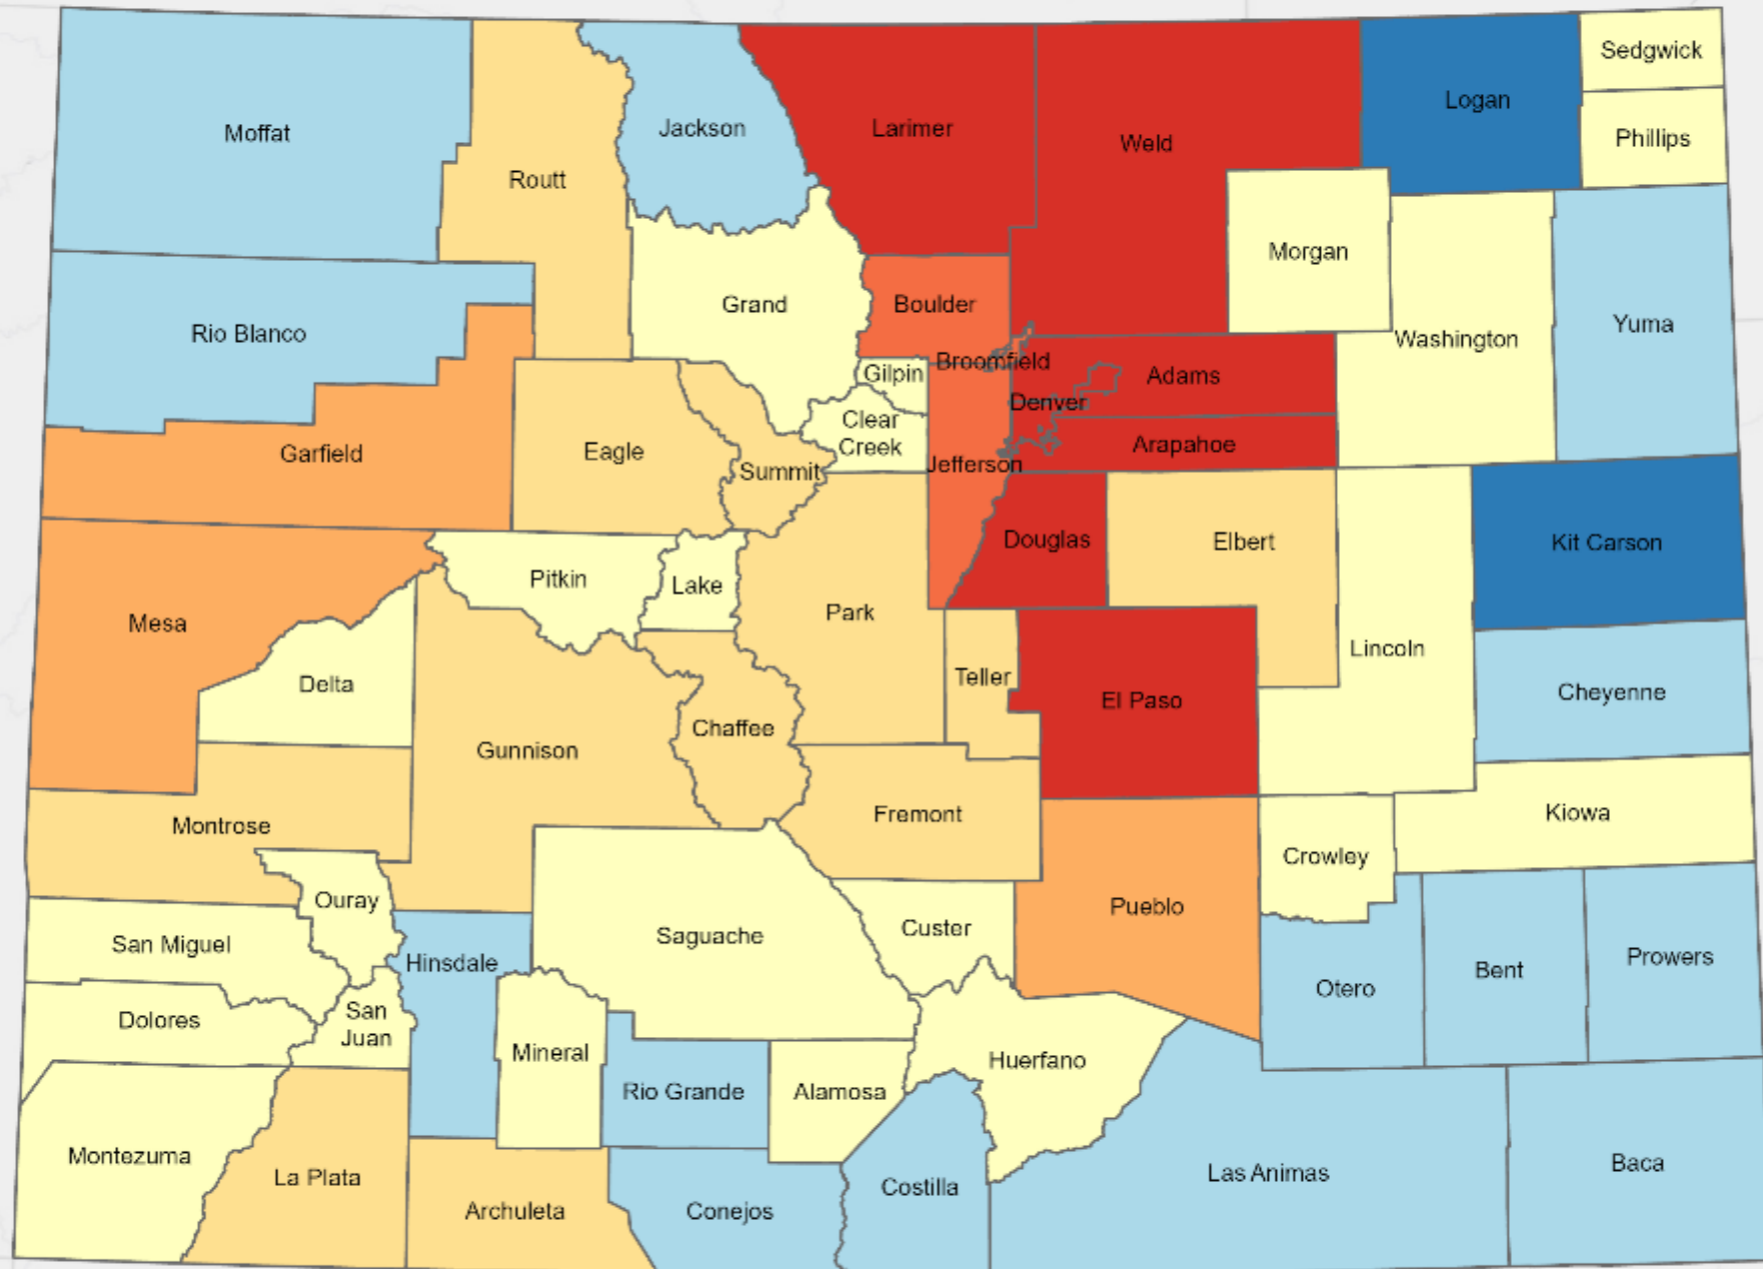 Sedgwick
Logan
Moffat
Jackson
Larimer
Weld
Phillips
Routt
Morgan
Grand
Boulder
Yuma
Rio Blanco
Washington
Broomfield
Gilpin
Adams
Denver
Clear
Creek
Garfield
Eagle
Arapahoe
Summit
Jefferson
Douglas
Elbert
Kit Carson
Pitkin
Lake
Park
Mesa
Lincoln
Teller
Delta
Cheyenne
El Paso
Chaffee
Gunnison
Fremont
Kiowa
Montrose
Crowley
Ouray
Pueblo
Custer
Saguache
San Miguel
Prowers
Hinsdale
Bent
Otero
San
Juan
Dolores
Mineral
Huerfano
Rio Grande
Alamosa
Montezuma
Baca
Las Animas
La Plata
Costilla
Archuleta
Conejos